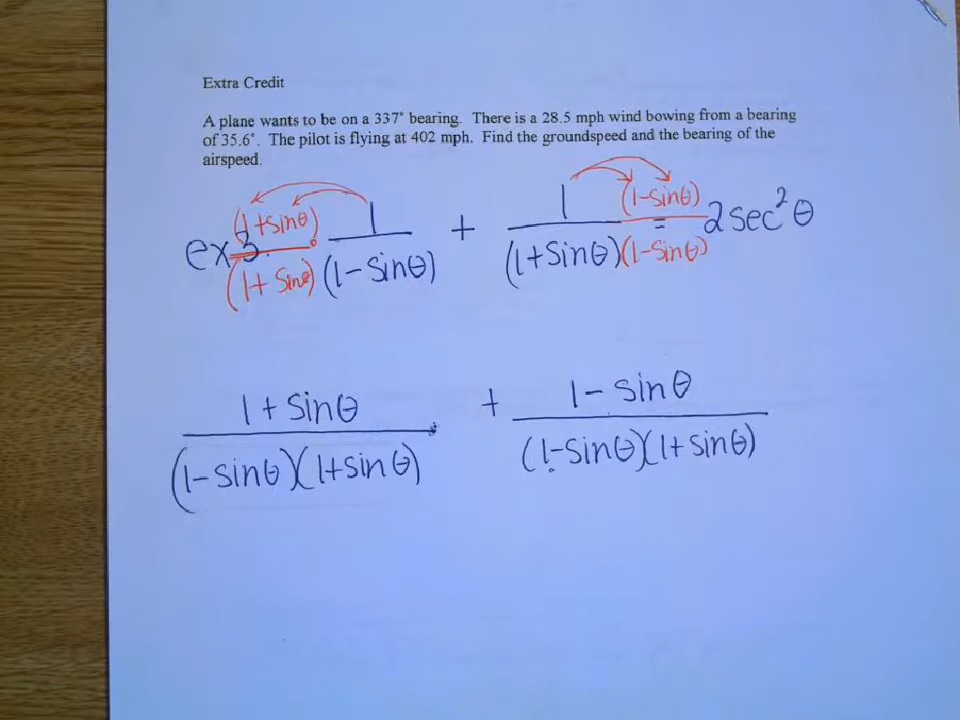 Extra Credit
A plane wants to be on a 337° bearing. There is a 28.5 mph wind bowing from a bearing
of 35.6°. The pilot is flying at 402 mph. Find the groundspeed and the bearing of the
airspeed.
ex 3. (1+sinθ)/(1+sinθ) · 1/(1-sinθ) + 1/(1+sinθ) (1-sinθ)/(1-sinθ) = 2sec²θ
(1+sinθ)/((1-sinθ)(1+sinθ)) + (1-sinθ)/((1-sinθ)(1+sinθ))